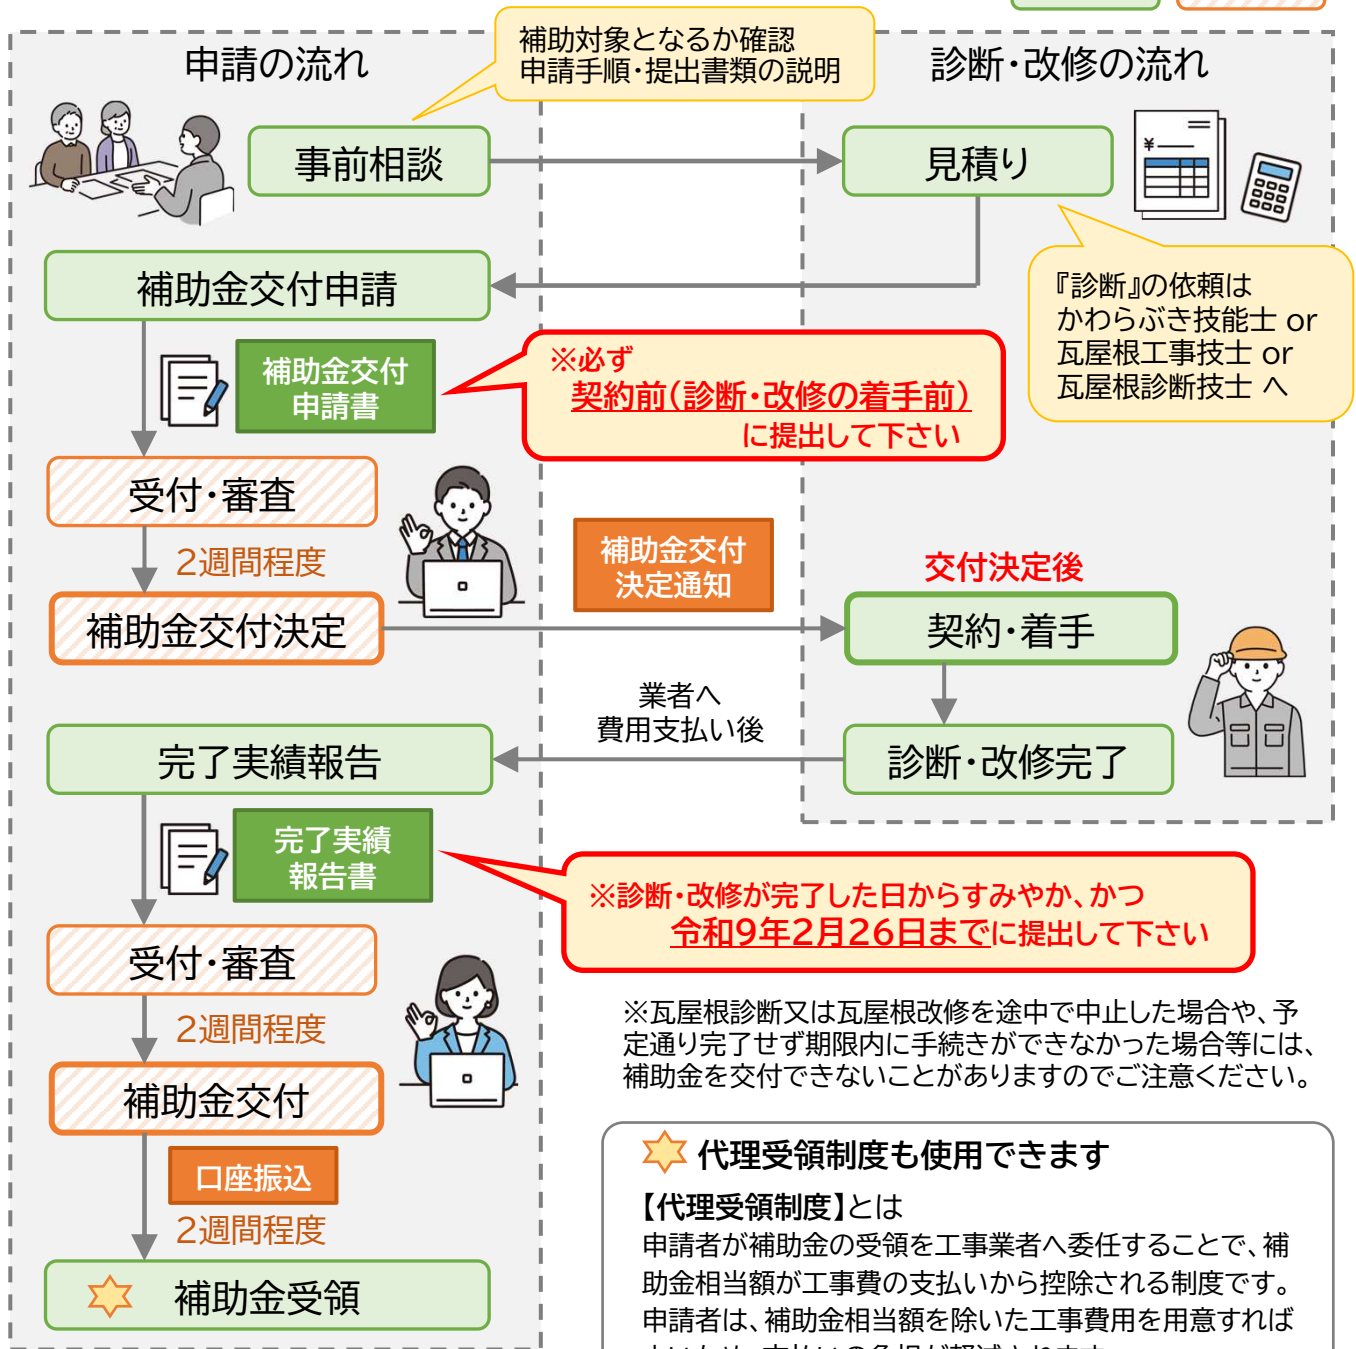 申請の流れ
補助対象となるか確認
申請手順・提出書類の説明
診断・改修の流れ
事前相談
見積り
¥
補助金交付申請
『診断』の依頼は
かわらぶき技能士 or
瓦屋根工事技士 or
瓦屋根診断技士 へ
補助金交付
申請書
※必ず
契約前(診断・改修の着手前)
に提出して下さい
受付・審査
2週間程度
補助金交付
決定通知
交付決定後
補助金交付決定
契約・着手
業者へ
費用支払い後
完了実績報告
診断・改修完了
完了実績
報告書
※診断・改修が完了した日からすみやか、かつ
令和9年2月26日までに提出して下さい
受付・審査
2週間程度
※瓦屋根診断又は瓦屋根改修を途中で中止した場合や、予
定通り完了せず期限内に手続きができなかった場合等には、
補助金を交付できないことがありますのでご注意ください。
補助金交付
口座振込
2週間程度
補助金受領
代理受領制度も使用できます
【代理受領制度】とは
申請者が補助金の受領を工事業者へ委任することで、補
助金相当額が工事費の支払いから控除される制度です。
申請者は、補助金相当額を除いた工事費用を用意すれば